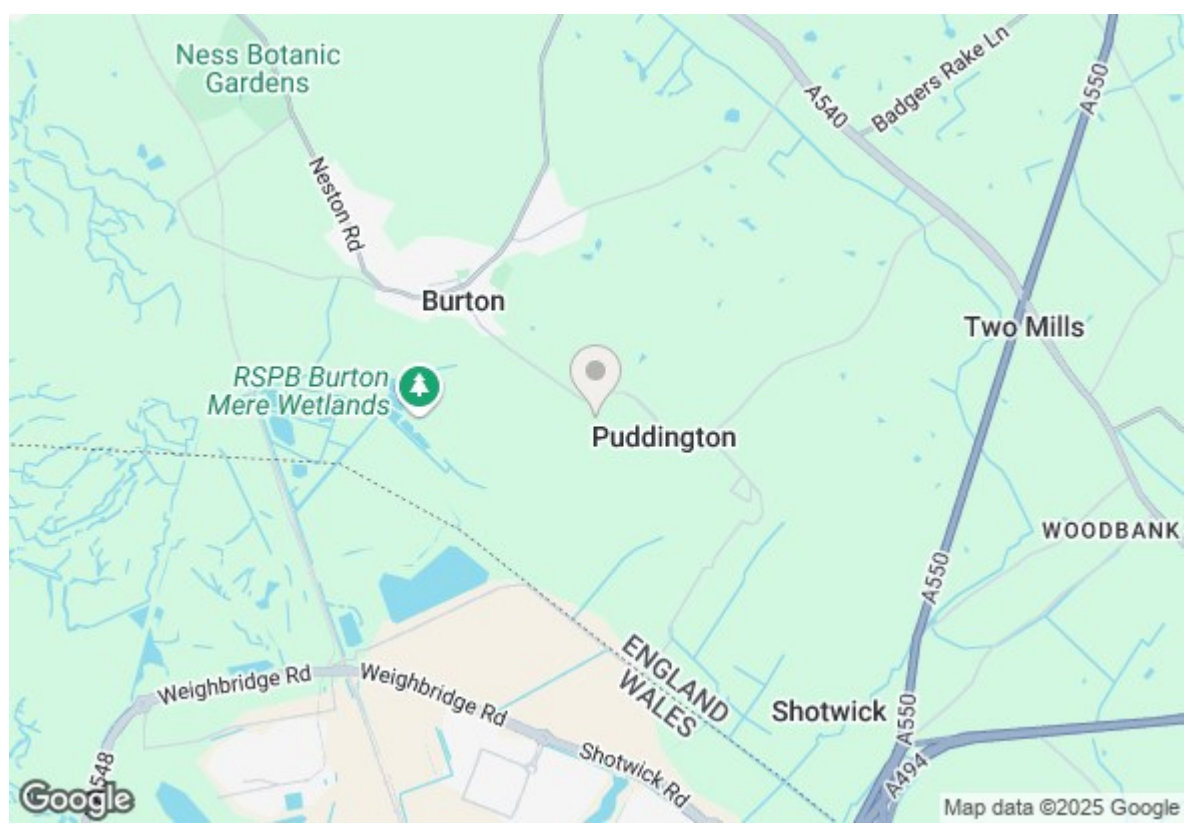 Ness Botanic
Gardens
Badgers Rake Ln
A550
A540
Neston Rd
Burton
Two Mills
RSPB Burton
Mere Wetlands
Puddington
WOODBANK
A550
ENGLAND
WALES
Weighbridge Rd
Weighbridge Rd
Shotwick
A550
Shotwick Rd
A494
A548
Google
Map data ©2025 Google